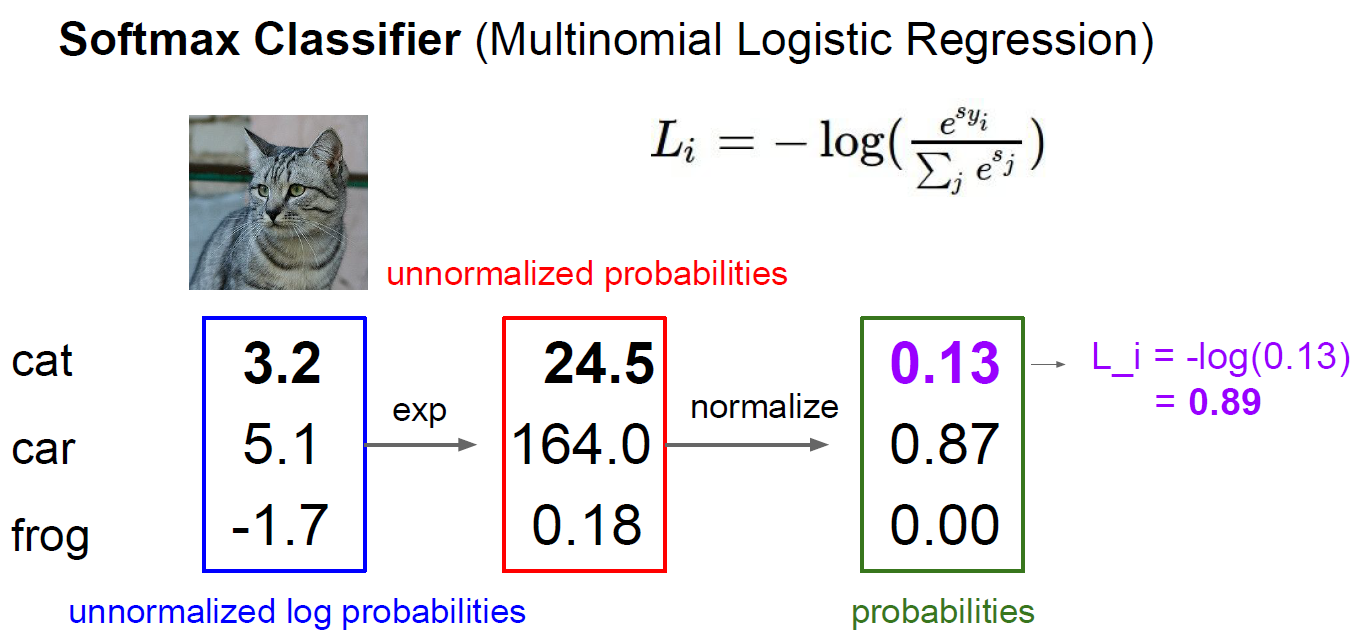 Softmax Classifier (Multinomial Logistic Regression)
L_i = − log(e^{s_{y_i}} / ∑_j e^{s_j})
unnormalized probabilities
cat 3.2 24.5 0.13 L_i = -log(0.13)
= 0.89
exp normalize
car 5.1 164.0 0.87
frog -1.7 0.18 0.00
unnormalized log probabilities probabilities